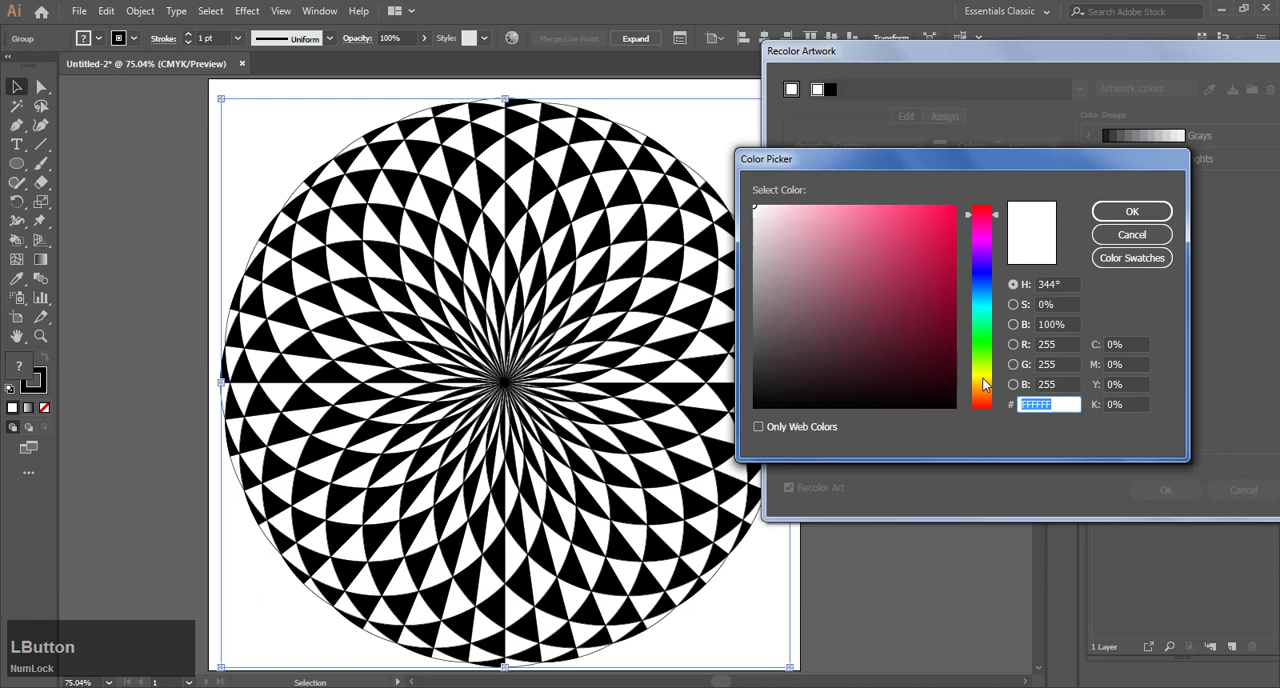 Ai File Edit Object Type Select Effect View Window Help Essentials Classic Search Adobe Stock
Group ? Stroke: 1 pt Uniform Opacity: 100% Style: Merge Live Paint Expand Transform
Untitled-2* @ 75.04% (CMYK/Preview)
Recolor Artwork
Artwork colors
Edit Assign
Color Groups
Grays
Color Picker
Select Color:
OK
Cancel
Color Swatches
H: 344°
S: 0%
B: 100%
R: 255 C: 0%
G: 255 M: 0%
B: 255 Y: 0%
# FFFFFF K: 0%
Only Web Colors
Recolor Art OK Cancel
?
LButton
NumLock
1 Layer
75.04% 1 Selection